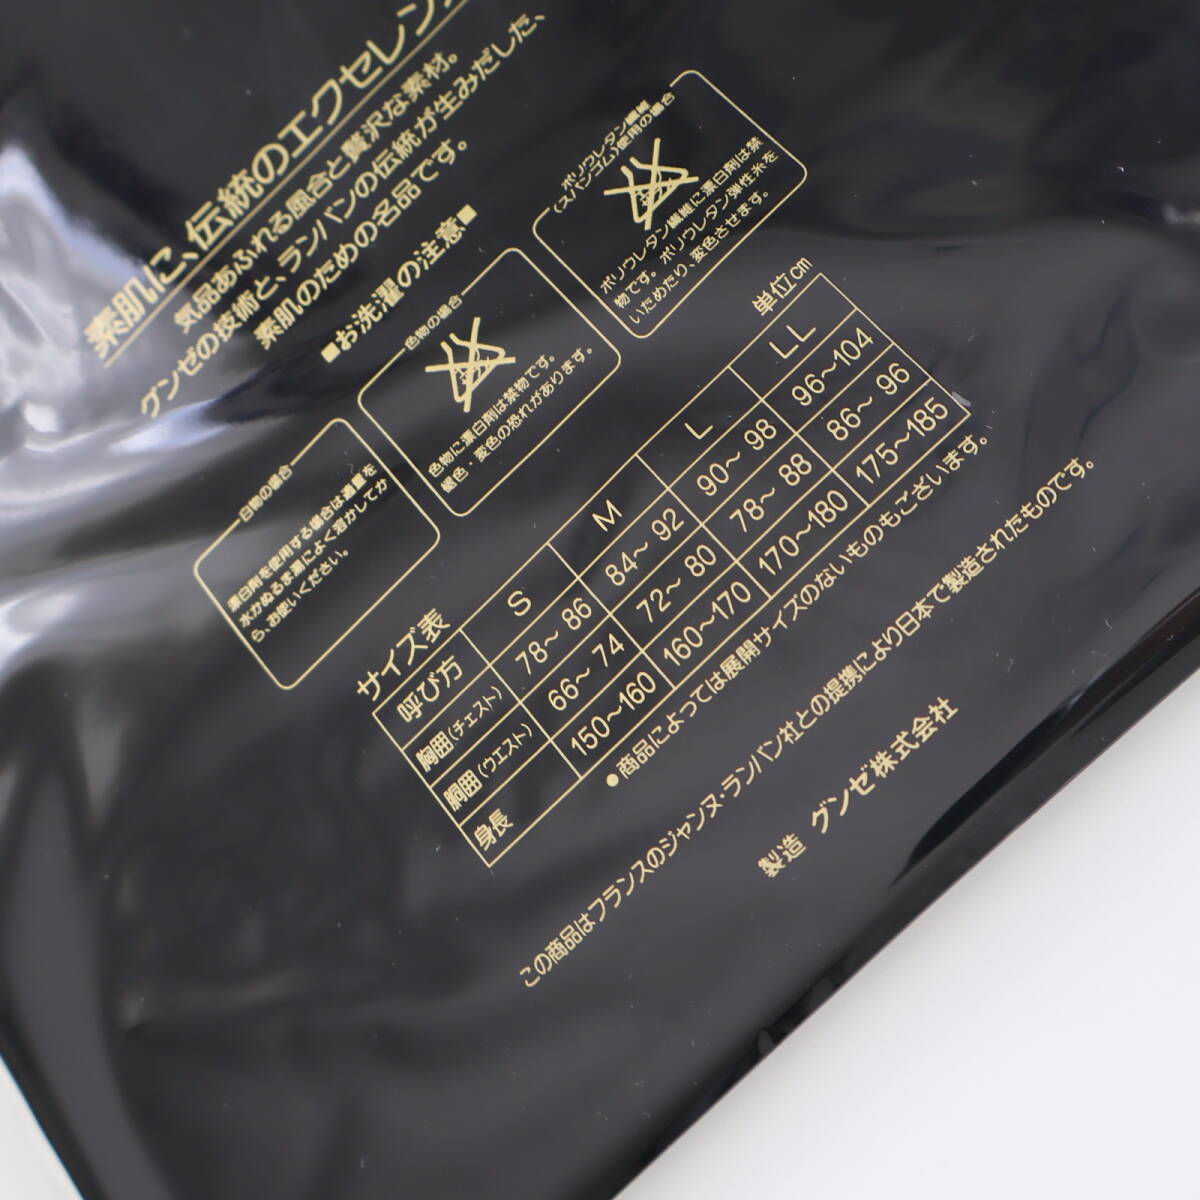 素肌に、伝統のエクセレンス
気品あふれる風合と贅沢な素材。
グンゼの技術と、ランバンの伝統が生みだした、
素肌のための名品です。
■お洗濯の注意■
白物の場合
漂白剤を使用する場合は適量を
水かぬるま湯によく溶かしてか
ら、お使いください。
色物の場合
色物に漂白剤は禁物です。
褪色・変色の恐れがあります。
ポリウレタン繊維
(スパンゴム)使用の場合
ポリウレタン繊維に漂白剤は禁
物です。ポリウレタン弾性糸を
いためたり、変色させます。
サイズ表 単位cm
呼び方 S M L LL
胸囲(チェスト) 78～86 84～92 90～98 96～104
胴囲(ウエスト) 66～74 72～80 78～88 86～96
身長 150～160 160～170 170～180 175～185
●商品によっては展開サイズのないものもございます。
この商品はフランスのジャンヌ・ランバン社との提携により日本で製造されたものです。
製造 グンゼ株式会社